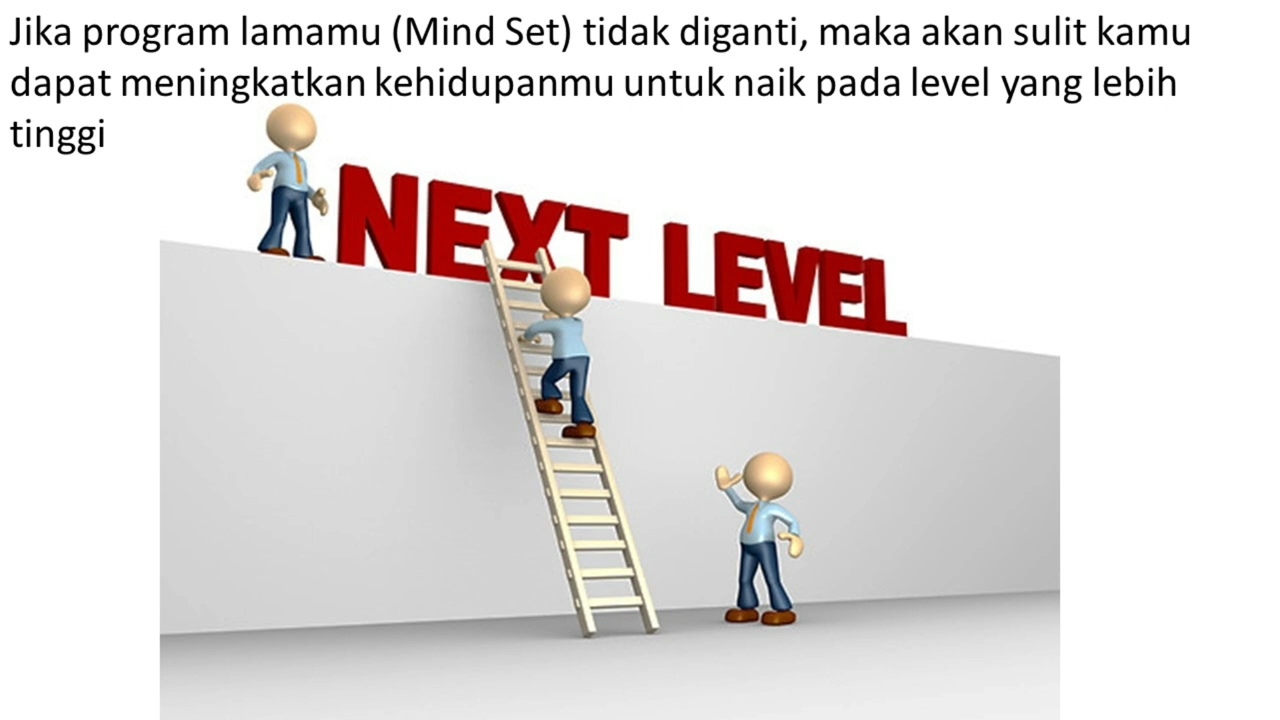 Jika program lamamu (Mind Set) tidak diganti, maka akan sulit kamu
dapat meningkatkan kehidupanmu untuk naik pada level yang lebih
tinggi
NEXT LEVEL